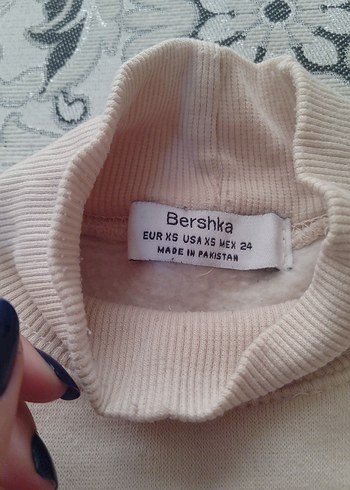 Bershka
EUR XS USA XS MEX 24
MADE IN PAKISTAN